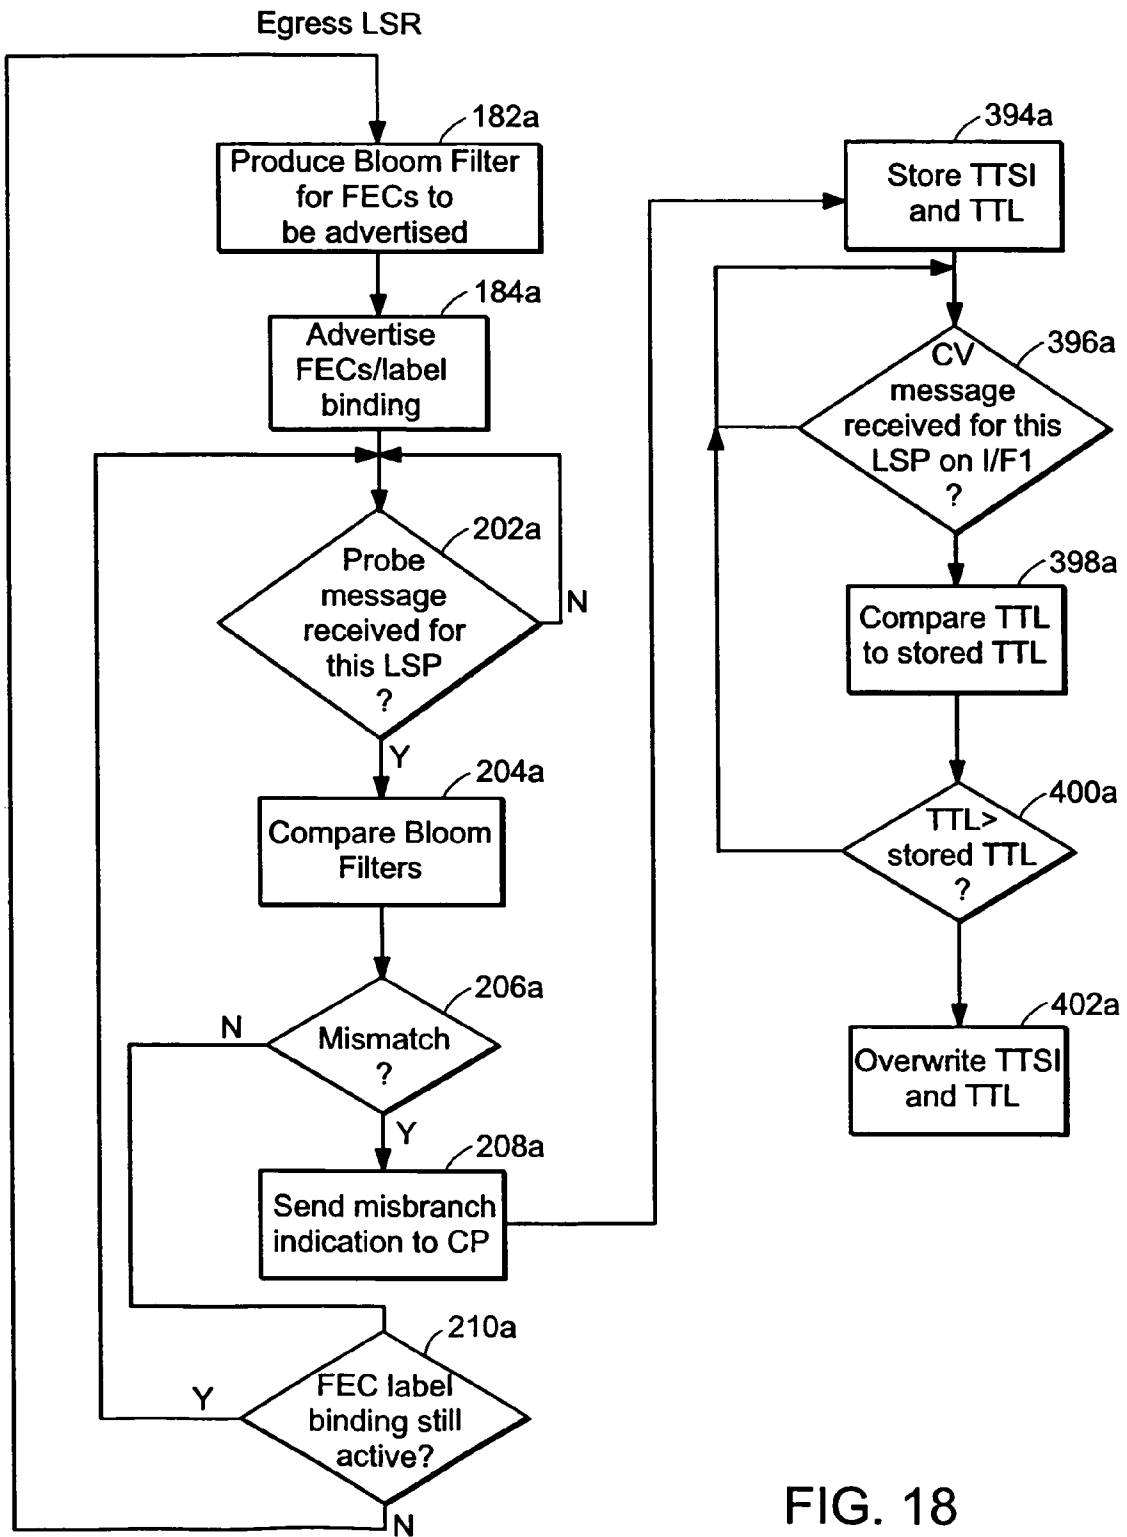 Egress LSR
182a
Produce Bloom Filter
for FECs to
be advertised
184a
Advertise
FECs/label
binding
202a
Probe
message
received for
this LSP
?
N
Y
204a
Compare Bloom
Filters
206a
Mismatch
?
N
Y
208a
Send misbranch
indication to CP
210a
FEC label
binding still
active?
Y
N
394a
Store TTSI
and TTL
396a
CV
message
received for this
LSP on I/F1
?
398a
Compare TTL
to stored TTL
400a
TTL>
stored TTL
?
402a
Overwrite TTSI
and TTL
FIG. 18